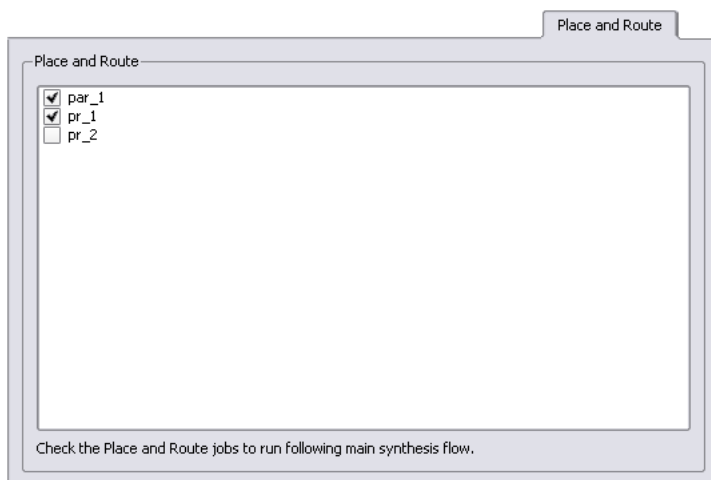 Place and Route
Place and Route
par_1
pr_1
pr_2
Check the Place and Route jobs to run following main synthesis flow.